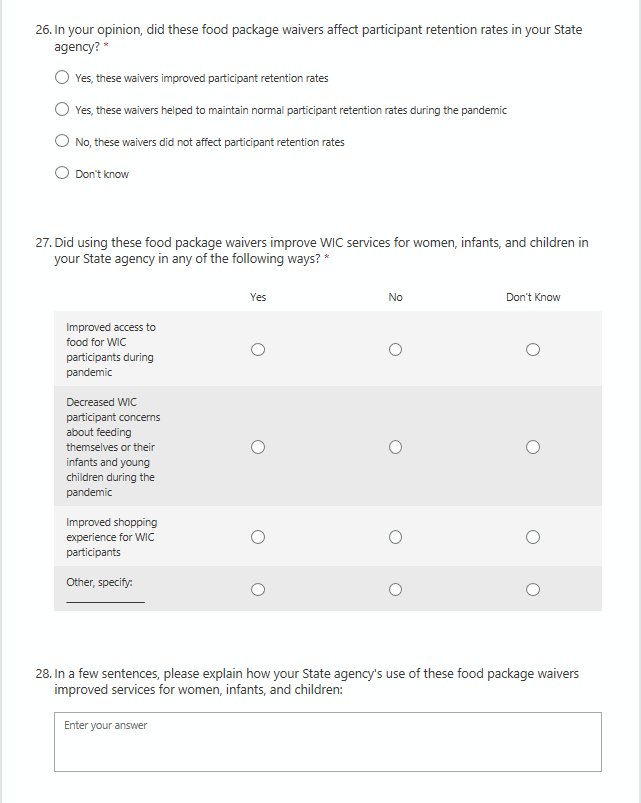 26. In your opinion, did these food package waivers affect participant retention rates in your State
agency? *
Yes, these waivers improved participant retention rates
Yes, these waivers helped to maintain normal participant retention rates during the pandemic
No, these waivers did not affect participant retention rates
Don't know
27. Did using these food package waivers improve WIC services for women, infants, and children in
your State agency in any of the following ways? *
Yes No Don't Know
Improved access to
food for WIC
participants during
pandemic
Decreased WIC
participant concerns
about feeding
themselves or their
infants and young
children during the
pandemic
Improved shopping
experience for WIC
participants
Other, specify:
28. In a few sentences, please explain how your State agency's use of these food package waivers
improved services for women, infants, and children:
Enter your answer